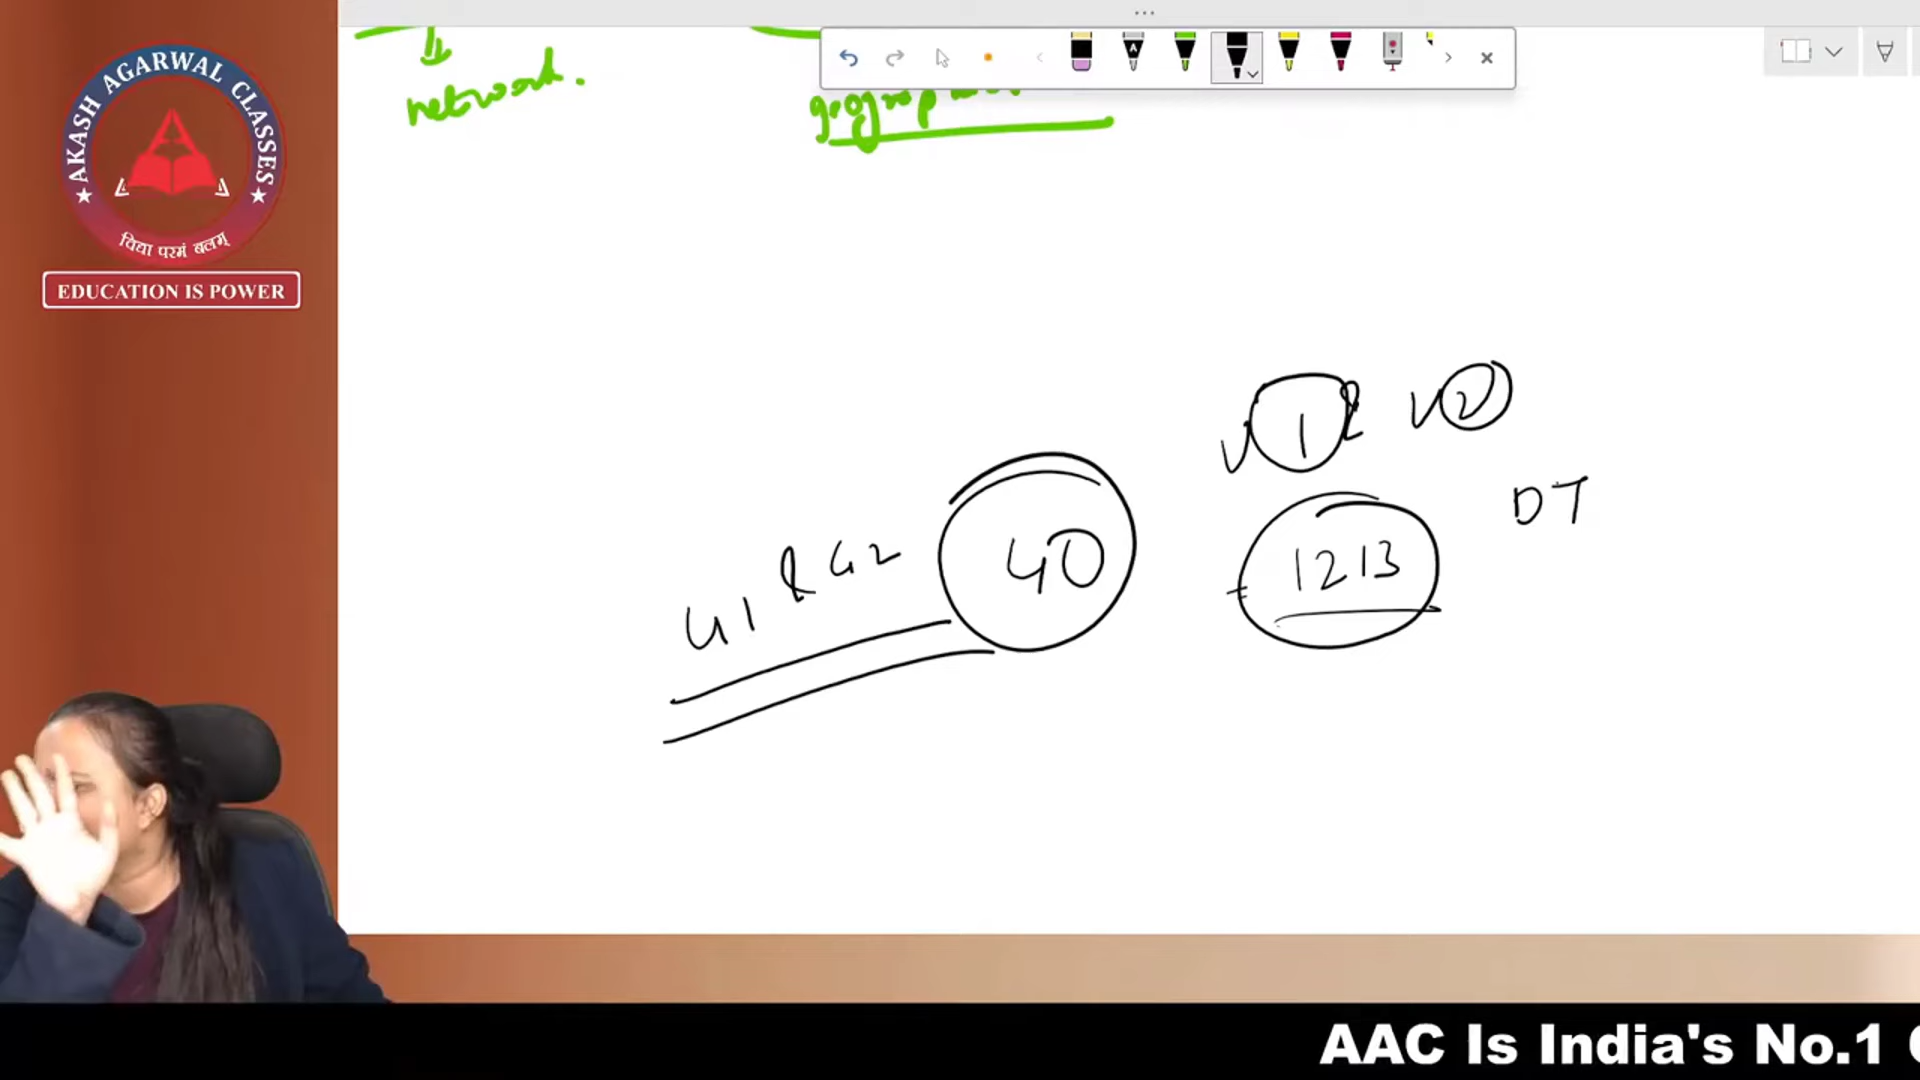 AKASH AGARWAL CLASSES
विद्या परमं बलम्
EDUCATION IS POWER
network.
V1 & V2
DT
G1 & G2
40
1213
AAC Is India's No.1